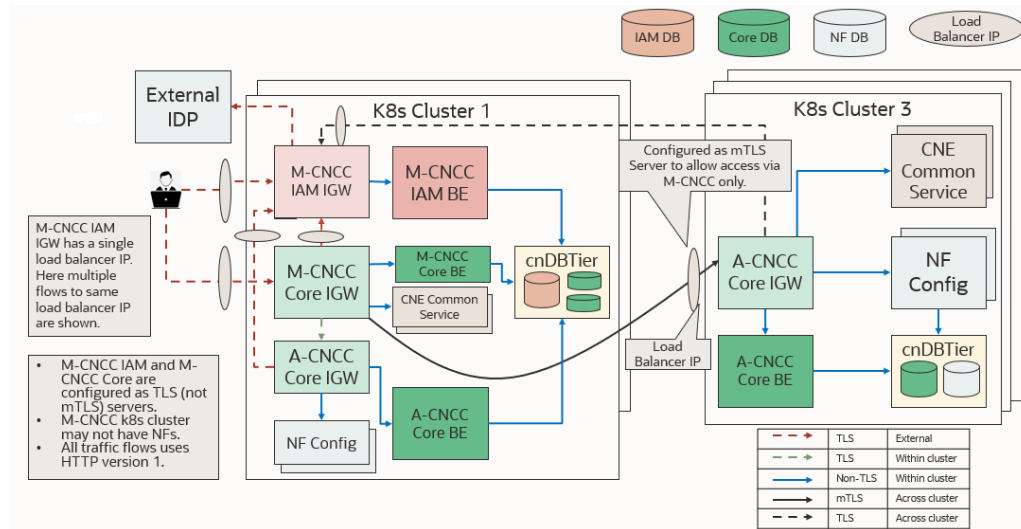 Load
Balancer IP
IAM DB
Core DB
NF DB
External
IDP
K8s Cluster 1
K8s Cluster 3
M-CNCC
IAM IGW
M-CNCC
IAM BE
Configured as mTLS
Server to allow access via
M-CNCC only.
CNE
Common
Service
M-CNCC IAM
IGW has a single
load balancer IP.
Here multiple
flows to same
load balancer IP
are shown.
M-CNCC
Core IGW
M-CNCC
Core BE
CNE Common
Service
cnDBTier
A-CNCC
Core IGW
NF
Config
Load
Balancer IP
A-CNCC
Core IGW
A-CNCC
Core BE
NF Config
A-CNCC
Core BE
cnDBTier
• M-CNCC IAM and M-
CNCC Core are
configured as TLS (not
mTLS) servers.
• M-CNCC k8s cluster
may not have NFs.
• All traffic flows uses
HTTP version 1.
TLS External
TLS Within cluster
Non-TLS Within cluster
mTLS Across cluster
TLS Across cluster